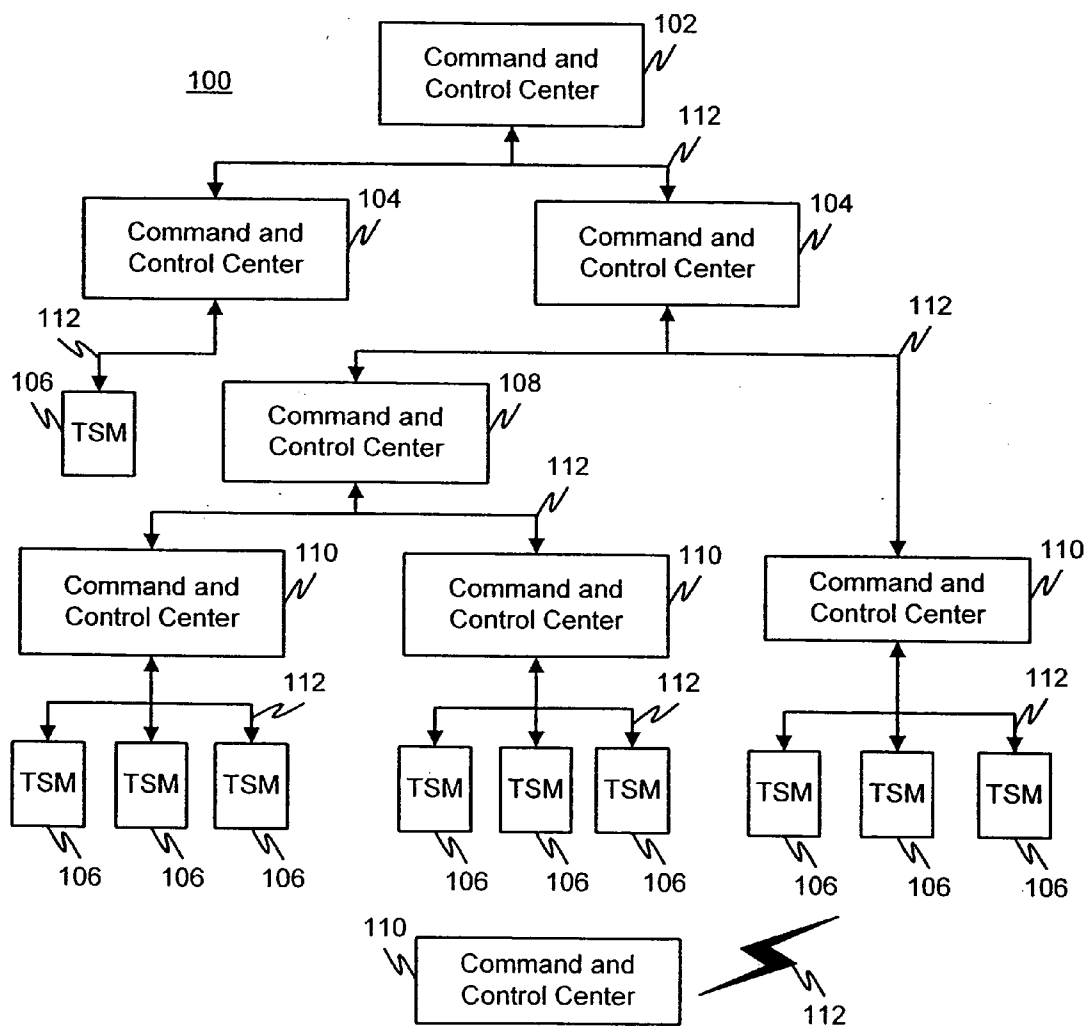 102
Command and
Control Center
100
112
104
Command and
Control Center
104
Command and
Control Center
112
112
106
TSM
108
Command and
Control Center
112
110
Command and
Control Center
110
Command and
Control Center
110
Command and
Control Center
112
112
112
TSM
TSM
TSM
TSM
TSM
TSM
TSM
TSM
TSM
106
106
106
106
106
106
106
106
106
110
Command and
Control Center
112